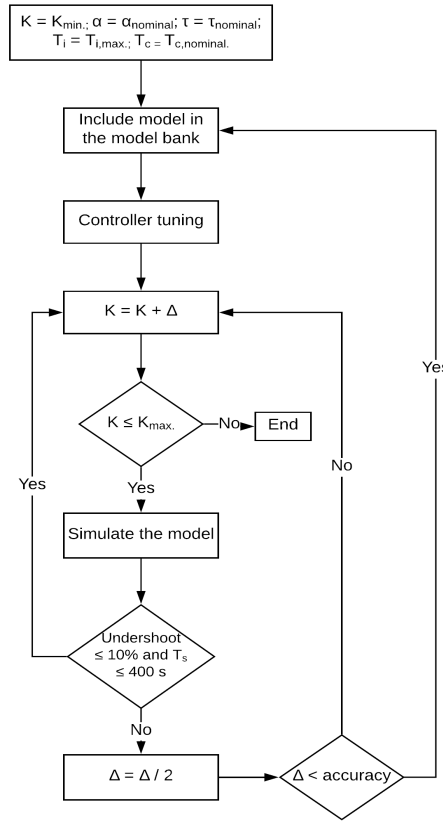 K = Kmin.; α = αnominal; τ = τnominal;
Ti = Ti,max.; Tc = Tc,nominal.
Include model in
the model bank
Controller tuning
K = K + Δ
K ≤ Kmax.
No
End
Yes
Simulate the model
Undershoot
≤ 10% and Ts
≤ 400 s
Yes
No
Δ = Δ / 2
Δ < accuracy
No
Yes